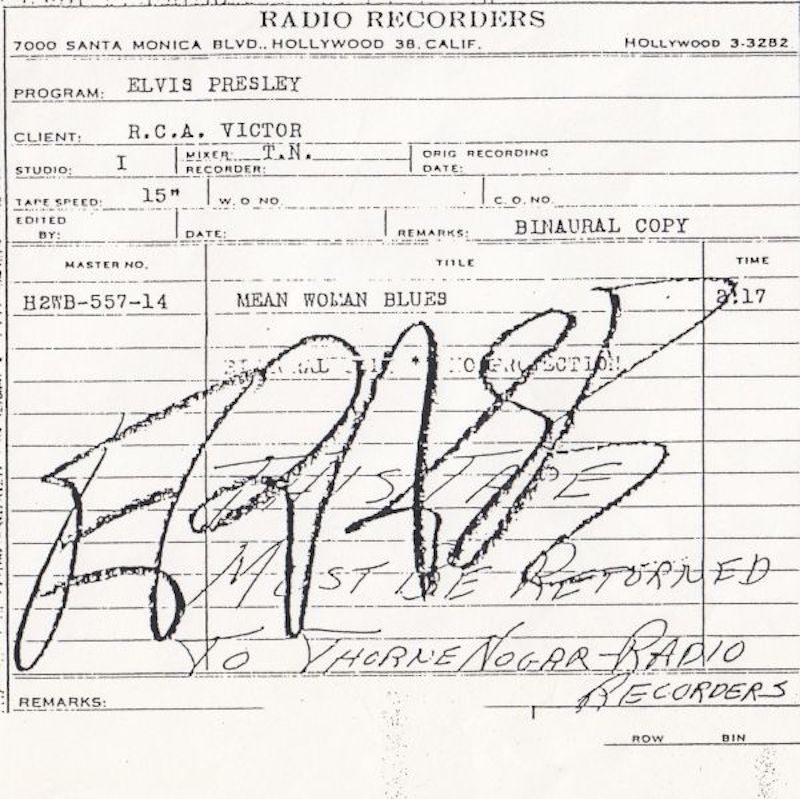 RADIO RECORDERS
7000 SANTA MONICA BLVD., HOLLYWOOD 38, CALIF. HOLLYWOOD 3-3282
PROGRAM: ELVIS PRESLEY
CLIENT: R.C.A. VICTOR
STUDIO: I MIXER: T.N. RECORDER: ORIG RECORDING DATE:
TAPE SPEED: 15" W. O NO. C. O. NO.
EDITED BY: DATE: REMARKS: BINAURAL COPY
MASTER NO. TITLE TIME
H2WB-557-14 MEAN WOMAN BLUES 2:17
* NO PROTECTION
THIS TAPE
MUST BE RETURNED
TO THORNE NOGAR-RADIO
RECORDERS
REMARKS:
ROW BIN